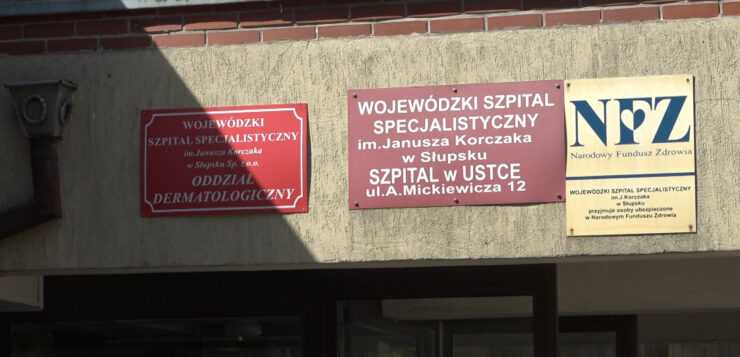 WOJEWÓDZKI
SZPITAL SPECJALISTYCZNY
im.Janusza Korczaka
w Słupsku Sp. z o.o.
ODDZIAŁ
DERMATOLOGICZNY
WOJEWÓDZKI SZPITAL
SPECJALISTYCZNY
im.Janusza Korczaka
w Słupsku
SZPITAL w USTCE
ul.A.Mickiewicza 12
NFZ
Narodowy Fundusz Zdrowia
WOJEWÓDZKI SZPITAL SPECJALISTYCZNY
im.J.Korczaka
w Słupsku
przyjmuje osoby ubezpieczone
w Narodowym Funduszu Zdrowia